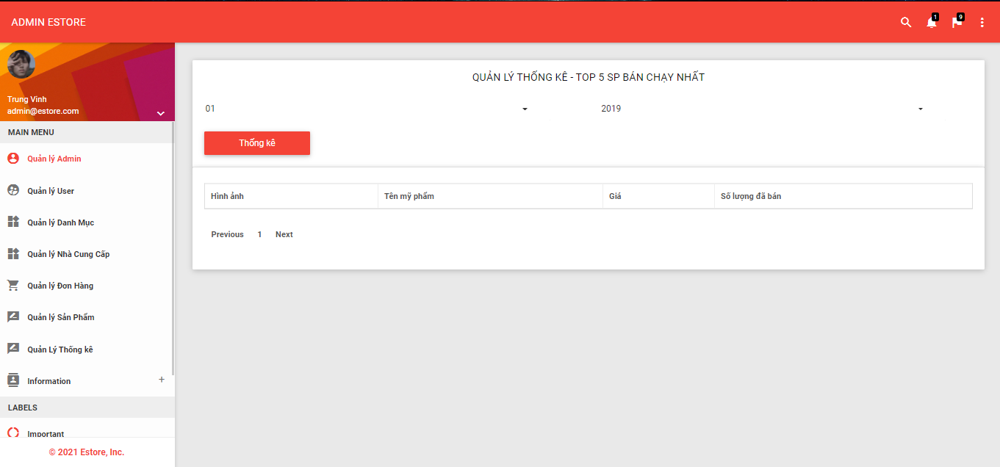 ADMIN ESTORE
1
9
Trung Vinh
admin@estore.com
MAIN MENU
Quản lý Admin
Quản lý User
Quản lý Danh Mục
Quản lý Nhà Cung Cấp
Quản lý Đơn Hàng
Quản lý Sản Phẩm
Quản Lý Thống kê
Information +
LABELS
Important
© 2021 Estore, Inc.
QUẢN LÝ THỐNG KÊ - TOP 5 SP BÁN CHẠY NHẤT
01 2019
Thống kê
Hình ảnh Tên mỹ phẩm Giá Số lượng đã bán
Previous 1 Next